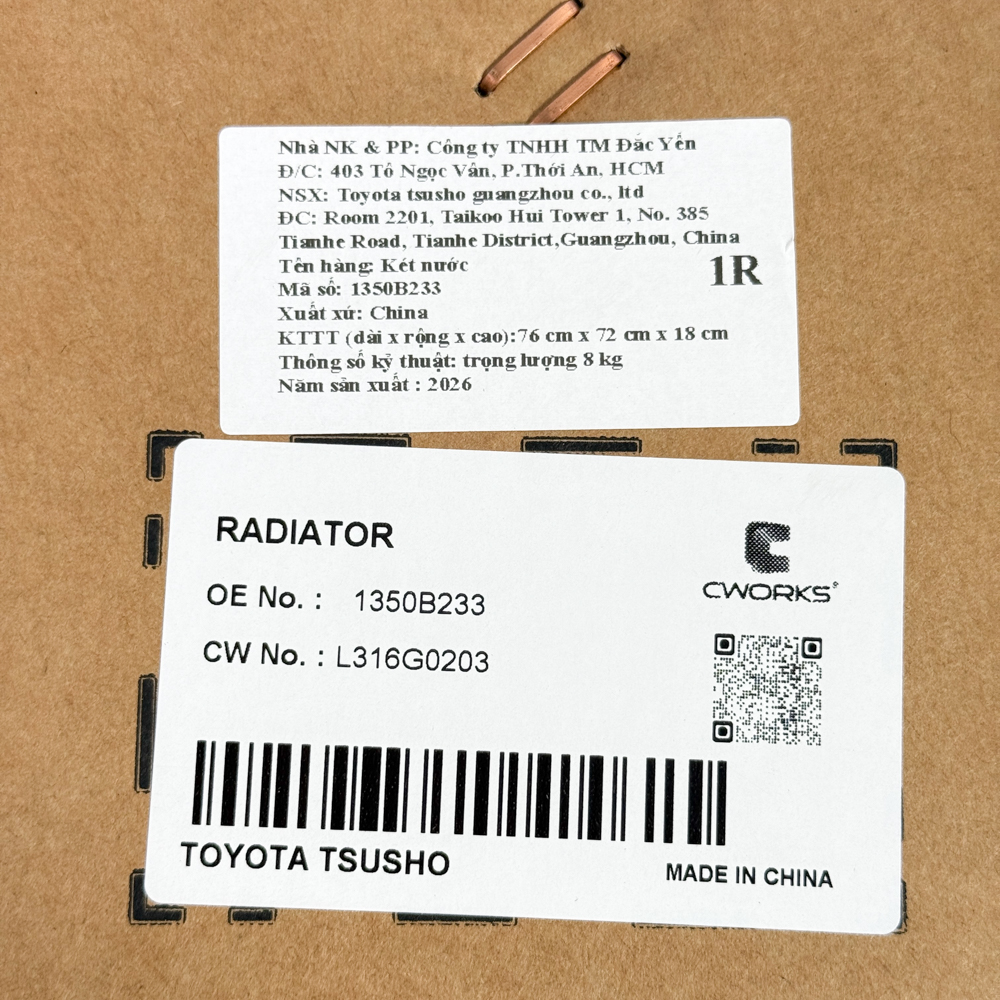 Nhà NK & PP: Công ty TNHH TM Đắc Yến
Đ/C: 403 Tô Ngọc Vân, P.Thới An, HCM
NSX: Toyota tsusho guangzhou co., ltd
ĐC: Room 2201, Taikoo Hui Tower 1, No. 385
Tianhe Road, Tianhe District,Guangzhou, China
Tên hàng: Két nước
1R
Mã số: 1350B233
Xuất xứ: China
KTTT (dài x rộng x cao):76 cm x 72 cm x 18 cm
Thông số kỹ thuật: trọng lượng 8 kg
Năm sản xuất : 2026
RADIATOR
OE No. : 1350B233
CWORKS
CW No. : L316G0203
TOYOTA TSUSHO
MADE IN CHINA